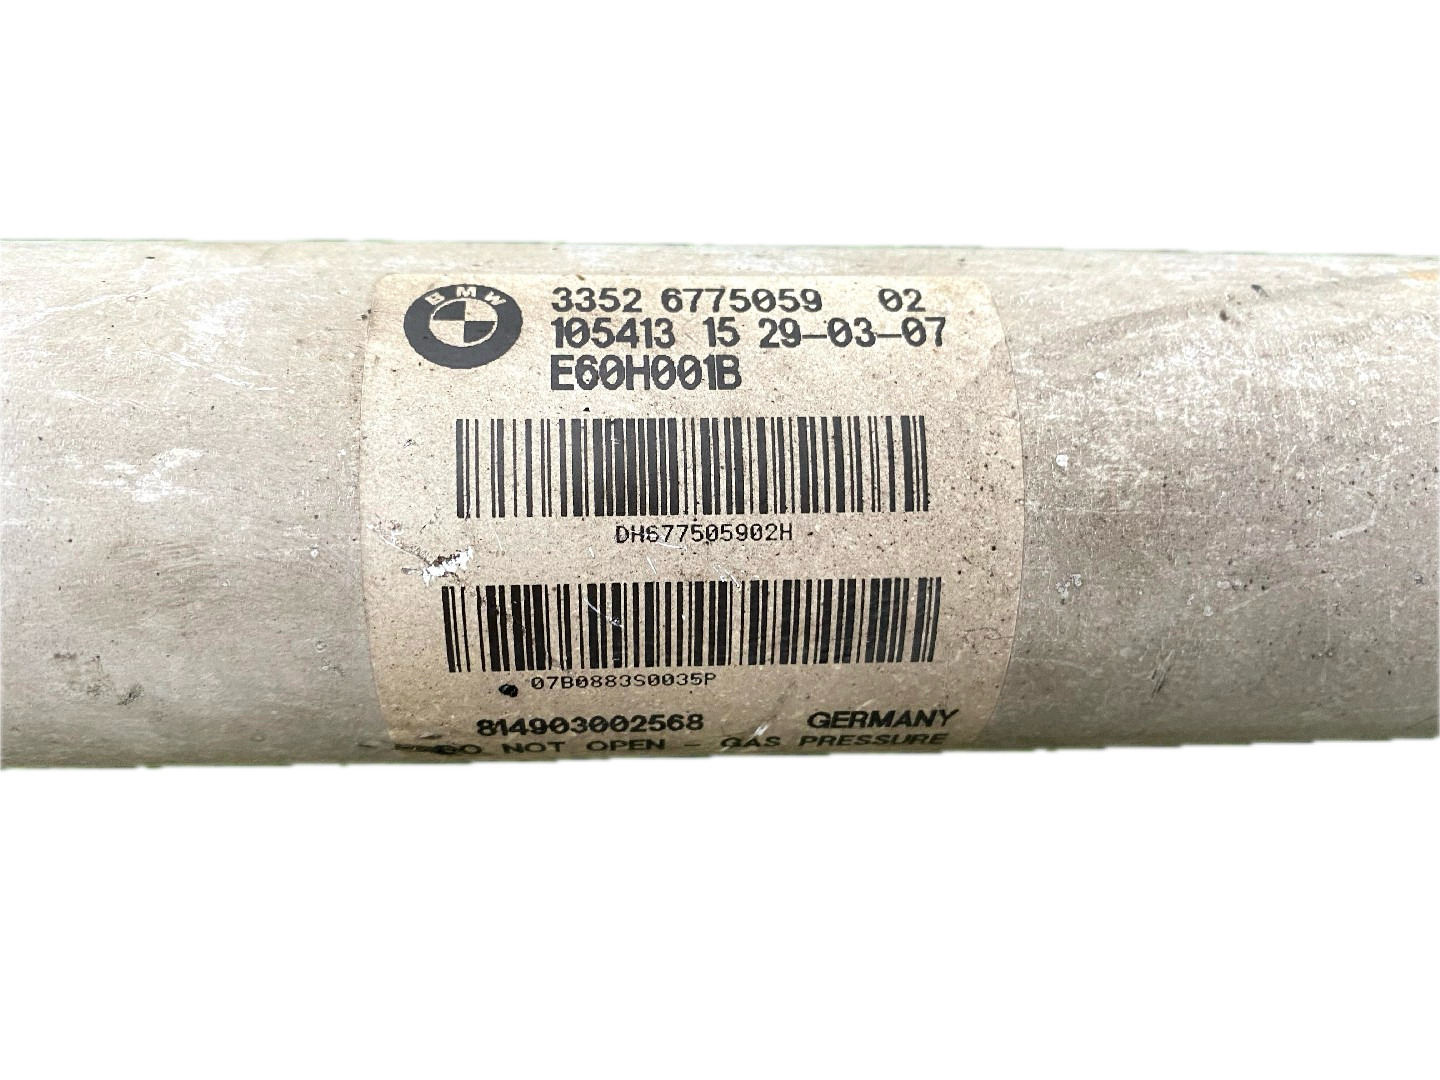 BMW
3352 6775059 02
105413 15 29-03-07
E60H001B
DH677505902H
07B0883S0035P
814903002568 GERMANY
DO NOT OPEN - GAS PRESSURE